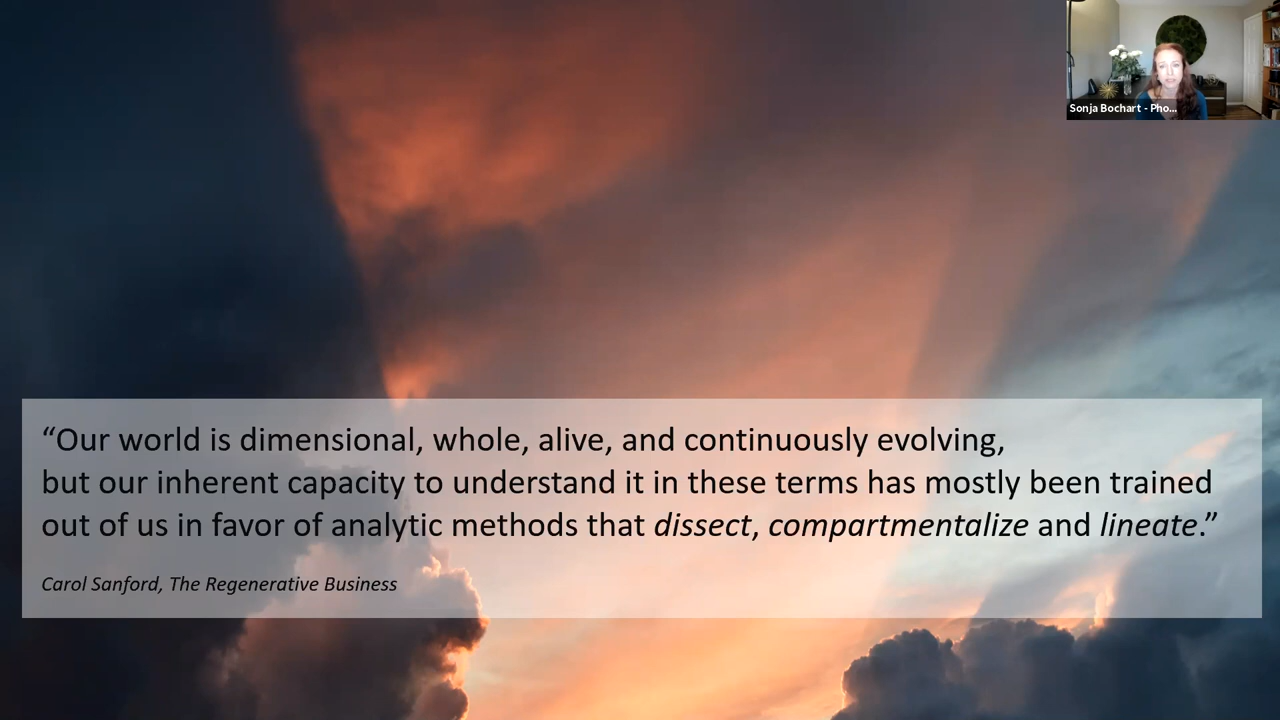 Sonja Bochart - Pho...
“Our world is dimensional, whole, alive, and continuously evolving,
but our inherent capacity to understand it in these terms has mostly been trained
out of us in favor of analytic methods that dissect, compartmentalize and lineate.”
Carol Sanford, The Regenerative Business